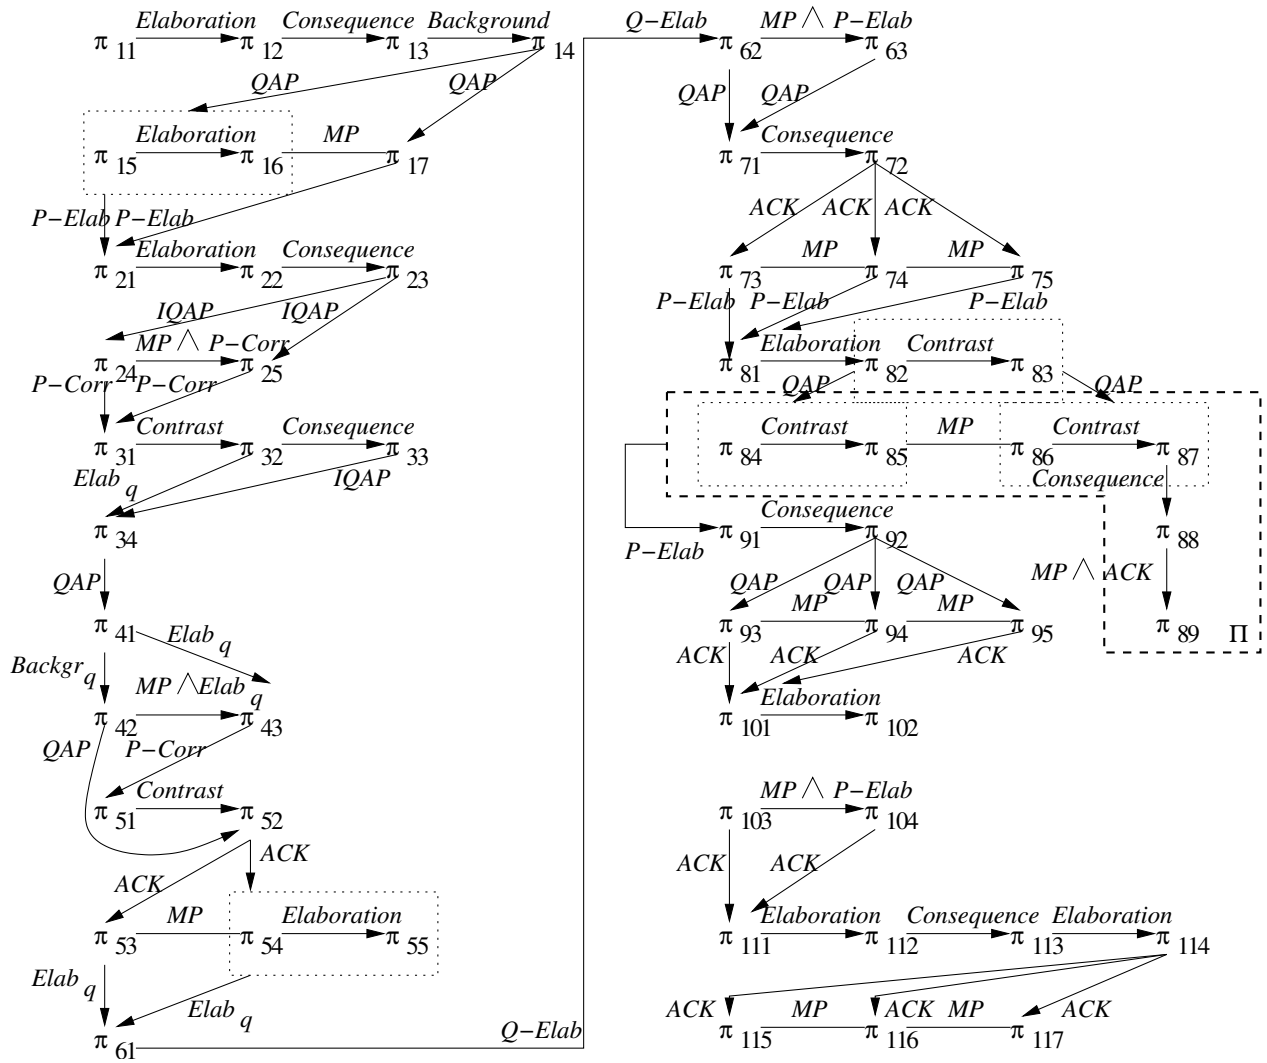 Elaboration Consequence Background
π11 π12 π13 π14
QAP QAP
Elaboration MP
π15 π16 π17
P−Elab P−Elab
Elaboration Consequence
π21 π22 π23
IQAP IQAP
MP ∧ P−Corr
π24 π25
P−Corr P−Corr
Contrast Consequence
π31 π32 π33
Elab q IQAP
π34
QAP
π41
Elab q
Backgr q
MP ∧ Elab q
π42 π43
QAP P−Corr
Contrast
π51 π52
ACK
ACK
MP Elaboration
π53 π54 π55
Elab q
Elab q
π61
Q−Elab
Q−Elab MP ∧ P−Elab
π62 π63
QAP QAP
Consequence
π71 π72
ACK ACK ACK
MP MP
π73 π74 π75
P−Elab P−Elab P−Elab
Elaboration Contrast
π81 π82 π83
QAP QAP
Contrast MP Contrast
π84 π85 π86 π87
Consequence
Consequence
P−Elab π91 π92 π88
QAP QAP QAP MP ∧ ACK
MP MP
π93 π94 π95 π89 Π
ACK ACK ACK
Elaboration
π101 π102
MP ∧ P−Elab
π103 π104
ACK ACK
Elaboration Consequence Elaboration
π111 π112 π113 π114
ACK MP ACK MP ACK
π115 π116 π117